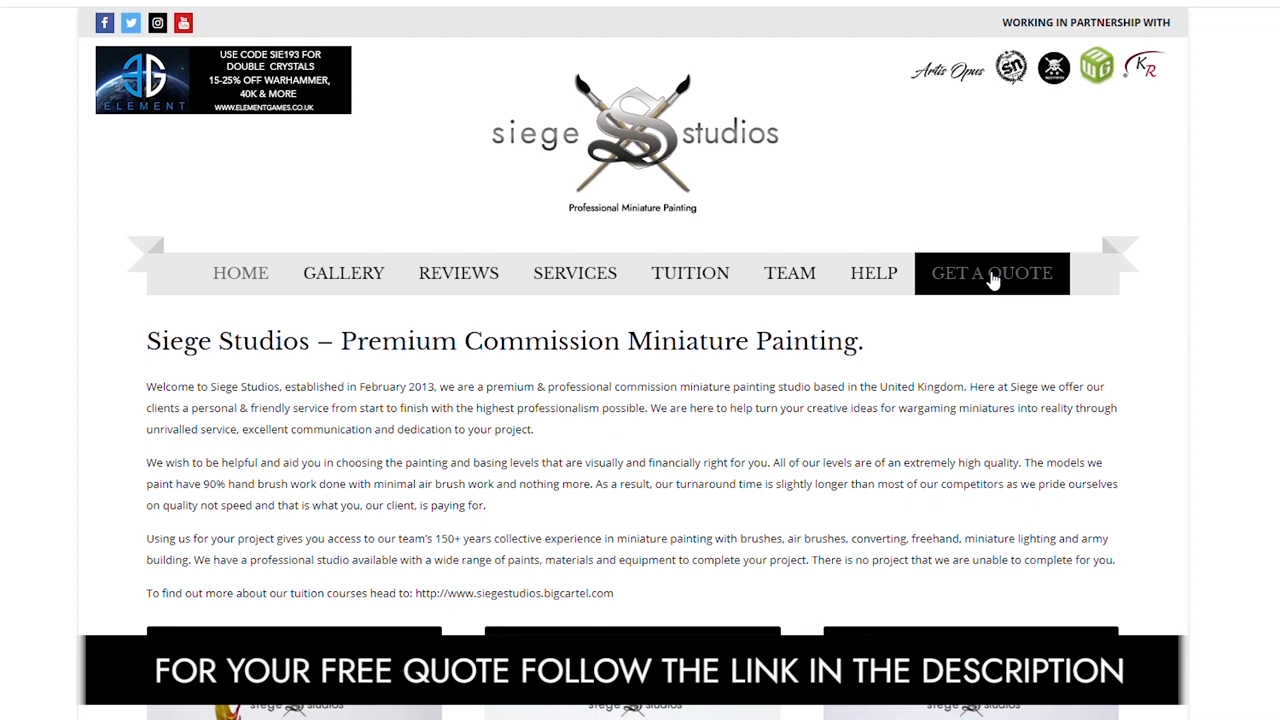 WORKING IN PARTNERSHIP WITH
USE CODE SIE193 FOR
DOUBLE CRYSTALS
15-25% OFF WARHAMMER,
40K & MORE
WWW.ELEMENTGAMES.CO.UK
ELEMENT
Artis Opus
KR
siege S studios
Professional Miniature Painting
HOME GALLERY REVIEWS SERVICES TUITION TEAM HELP GET A QUOTE
Siege Studios – Premium Commission Miniature Painting.
Welcome to Siege Studios, established in February 2013, we are a premium & professional commission miniature painting studio based in the United Kingdom. Here at Siege we offer our
clients a personal & friendly service from start to finish with the highest professionalism possible. We are here to help turn your creative ideas for wargaming miniatures into reality through
unrivalled service, excellent communication and dedication to your project.
We wish to be helpful and aid you in choosing the painting and basing levels that are visually and financially right for you. All of our levels are of an extremely high quality. The models we
paint have 90% hand brush work done with minimal air brush work and nothing more. As a result, our turnaround time is slightly longer than most of our competitors as we pride ourselves
on quality not speed and that is what you, our client, is paying for.
Using us for your project gives you access to our team's 150+ years collective experience in miniature painting with brushes, air brushes, converting, freehand, miniature lighting and army
building. We have a professional studio available with a wide range of paints, materials and equipment to complete your project. There is no project that we are unable to complete for you.
To find out more about our tuition courses head to: http://www.siegestudios.bigcartel.com
FOR YOUR FREE QUOTE FOLLOW THE LINK IN THE DESCRIPTION